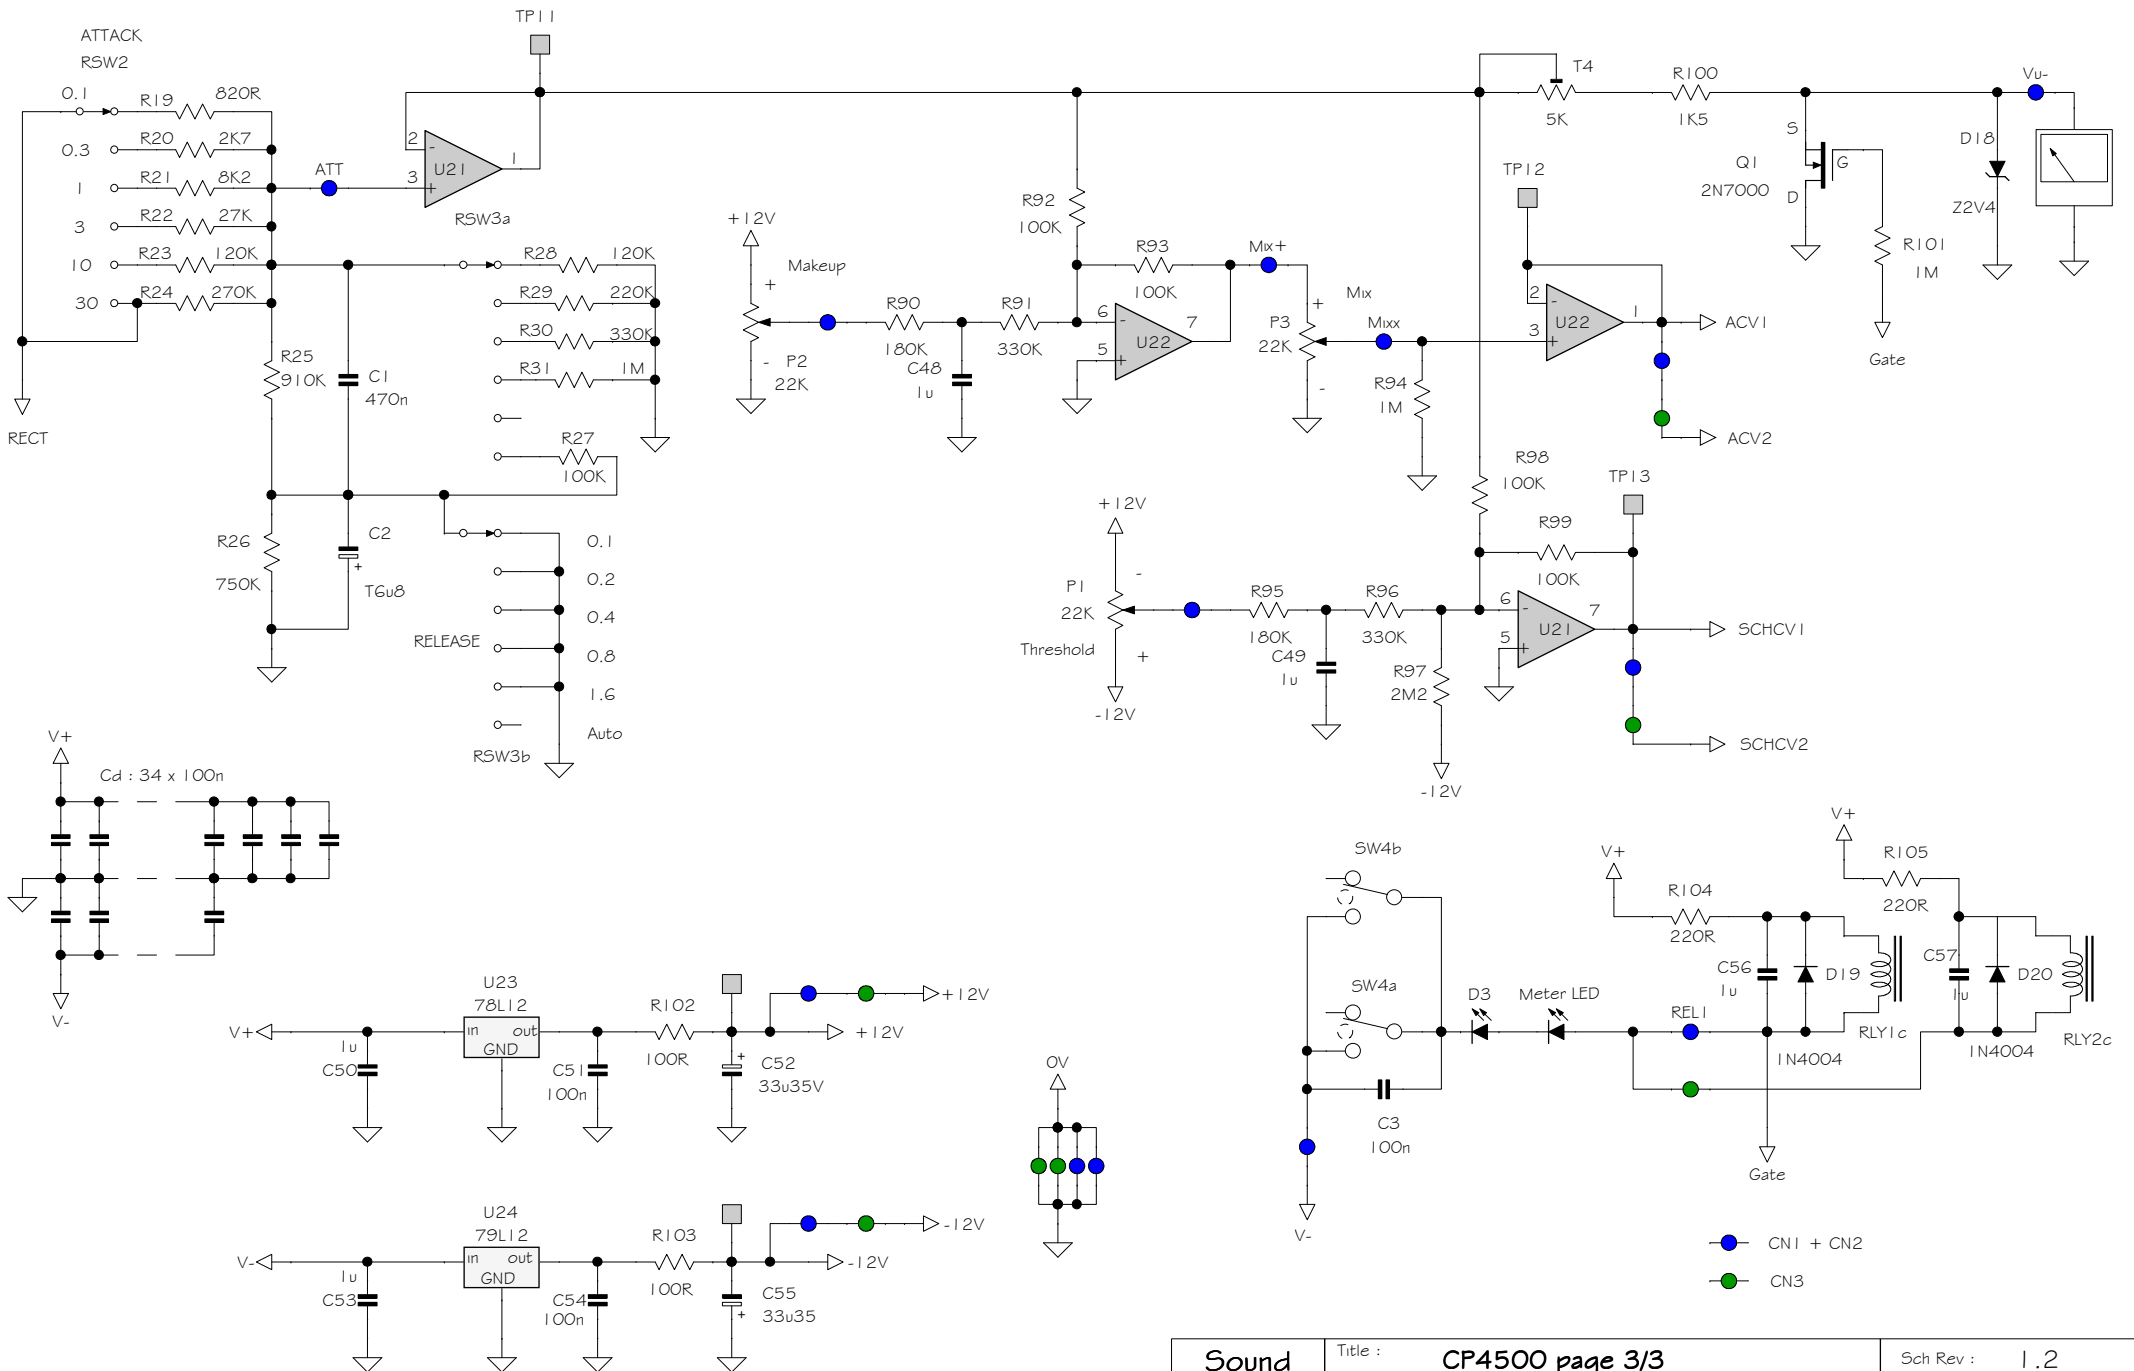 ATTACK
RSW2
0.1
R19
820R
0.3
R20
2K7
1
R21
8K2
3
R22
27K
10
R23
120K
30
R24
270K
RECT
ATT
TP11
2
-
3
+
U21
1
RSW3a
R28
120K
R29
220K
R30
330K
R31
1M
R27
100K
R25
910K
C1
470n
R26
750K
C2
+
T6u8
RELEASE
0.1
0.2
0.4
0.8
1.6
Auto
RSW3b
+12V
Makeup
+
-
P2
22K
R90
180K
C48
1u
R91
330K
R92
100K
R93
100K
6
-
5
+
U22
7
Mix+
+
Mix
P3
22K
-
Mixx
R94
1M
TP12
2
-
3
+
U22
1
ACV1
ACV2
T4
5K
R100
1K5
Q1
2N7000
S
G
D
R101
1M
Gate
D18
Z2V4
Vu-
+12V
-
P1
22K
Threshold
+
-12V
R95
180K
C49
1u
R96
330K
R97
2M2
-12V
R98
100K
R99
100K
TP13
6
-
5
+
U21
7
SCHCV1
SCHCV2
V+
Cd : 34 x 100n
V-
U23
78L12
in
out
GND
V+
1u
C50
C51
100n
R102
100R
+
C52
33u35V
+12V
+12V
U24
79L12
in
out
GND
V-
1u
C53
C54
100n
R103
100R
+
C55
33u35
-12V
-12V
0V
SW4b
SW4a
C3
100n
V-
D3
Meter LED
REL1
V+
R104
220R
C56
1u
D19
1N4004
RLY1c
Gate
V+
R105
220R
C57
1u
D20
1N4004
RLY2c
CN1 + CN2
CN3
Sound
Title :
CP4500 page 3/3
Sch Rev :
1.2